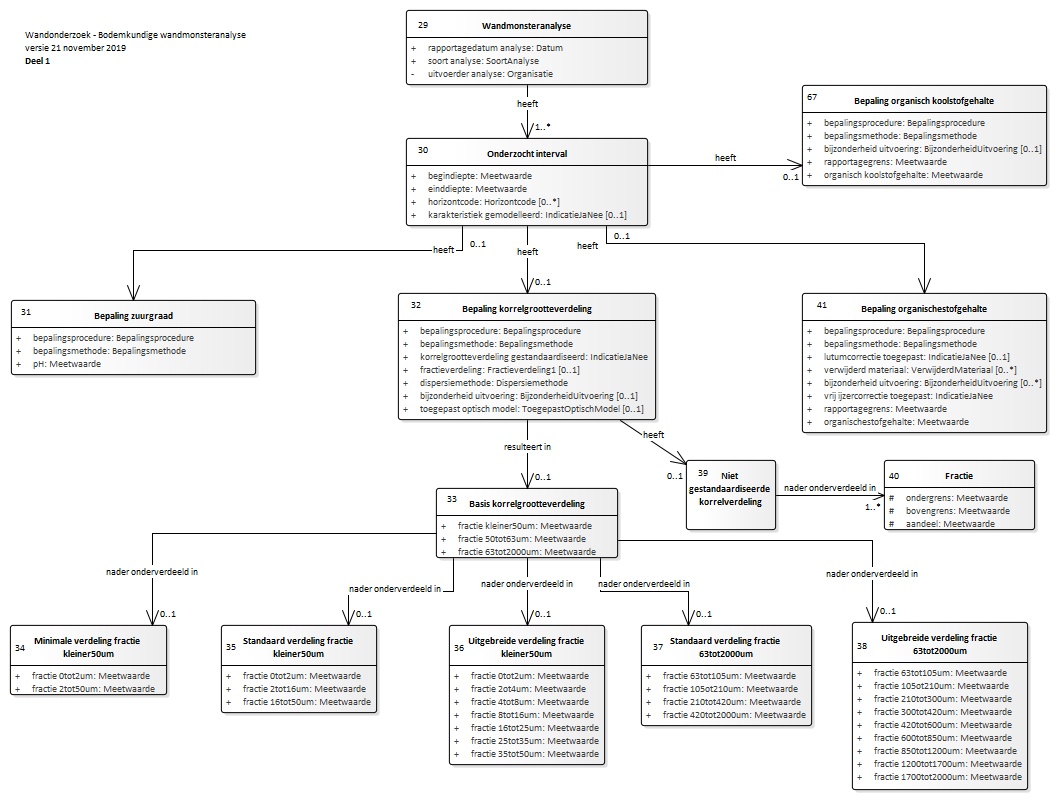 Wandonderzoek - Bodemkundige wandmonsteranalyse
versie 21 november 2019
Deel 1
29 Wandmonsteranalyse
+ rapportagedatum analyse: Datum
+ soort analyse: SoortAnalyse
- uitvoerder analyse: Organisatie
heeft
1..*
67 Bepaling organisch koolstofgehalte
+ bepalingsprocedure: Bepalingsprocedure
+ bepalingsmethode: Bepalingsmethode
+ bijzonderheid uitvoering: BijzonderheidUitvoering [0..1]
+ rapportagegrens: Meetwaarde
+ organisch koolstofgehalte: Meetwaarde
30 Onderzocht interval
+ begindiepte: Meetwaarde
+ einddiepte: Meetwaarde
+ horizontcode: Horizontcode [0..*]
+ karakteristiek gemodelleerd: IndicatieJaNee [0..1]
heeft
0..1
heeft
0..1
heeft
0..1
heeft
0..1
31 Bepaling zuurgraad
+ bepalingsprocedure: Bepalingsprocedure
+ bepalingsmethode: Bepalingsmethode
+ pH: Meetwaarde
32 Bepaling korrelgrootteverdeling
+ bepalingsprocedure: Bepalingsprocedure
+ bepalingsmethode: Bepalingsmethode
+ korrelgrootteverdeling gestandaardiseerd: IndicatieJaNee
+ fractieverdeling: Fractieverdeling1 [0..1]
+ dispersiemethode: Dispersiemethode
+ bijzonderheid uitvoering: BijzonderheidUitvoering [0..1]
+ toegepast optisch model: ToegepastOptischModel [0..1]
41 Bepaling organischestofgehalte
+ bepalingsprocedure: Bepalingsprocedure
+ bepalingsmethode: Bepalingsmethode
+ lutumcorrectie toegepast: IndicatieJaNee [0..1]
+ verwijderd materiaal: VerwijderdMateriaal [0..*]
+ bijzonderheid uitvoering: BijzonderheidUitvoering [0..*]
+ vrij ijzercorrectie toegepast: IndicatieJaNee
+ rapportagegrens: Meetwaarde
+ organischestofgehalte: Meetwaarde
resulteert in
0..1
heeft
0..1
39 Niet
gestandaardiseerde
korrelverdeling
nader onderverdeeld in
1..*
40 Fractie
# ondergrens: Meetwaarde
# bovengrens: Meetwaarde
# aandeel: Meetwaarde
33 Basis korrelgrootteverdeling
+ fractie kleiner50um: Meetwaarde
+ fractie 50tot63um: Meetwaarde
+ fractie 63tot2000um: Meetwaarde
nader onderverdeeld in
0..1
nader onderverdeeld in
0..1
nader onderverdeeld in
0..1
nader onderverdeeld in
0..1
nader onderverdeeld in
0..1
34 Minimale verdeling fractie
kleiner50um
+ fractie 0tot2um: Meetwaarde
+ fractie 2tot50um: Meetwaarde
35 Standaard verdeling fractie
kleiner50um
+ fractie 0tot2um: Meetwaarde
+ fractie 2tot16um: Meetwaarde
+ fractie 16tot50um: Meetwaarde
36 Uitgebreide verdeling fractie
kleiner50um
+ fractie 0tot2um: Meetwaarde
+ fractie 2ot4um: Meetwaarde
+ fractie 4tot8um: Meetwaarde
+ fractie 8tot16um: Meetwaarde
+ fractie 16tot25um: Meetwaarde
+ fractie 25tot35um: Meetwaarde
+ fractie 35tot50um: Meetwaarde
37 Standaard verdeling fractie
63tot2000um
+ fractie 63tot105um: Meetwaarde
+ fractie 105ot210um: Meetwaarde
+ fractie 210tot420um: Meetwaarde
+ fractie 420tot2000um: Meetwaarde
38 Uitgebreide verdeling fractie
63tot2000um
+ fractie 63tot105um: Meetwaarde
+ fractie 105ot210um: Meetwaarde
+ fractie 210tot300um: Meetwaarde
+ fractie 300tot420um: Meetwaarde
+ fractie 420tot600um: Meetwaarde
+ fractie 600tot850um: Meetwaarde
+ fractie 850tot1200um: Meetwaarde
+ fractie 1200tot1700um: Meetwaarde
+ fractie 1700tot2000um: Meetwaarde